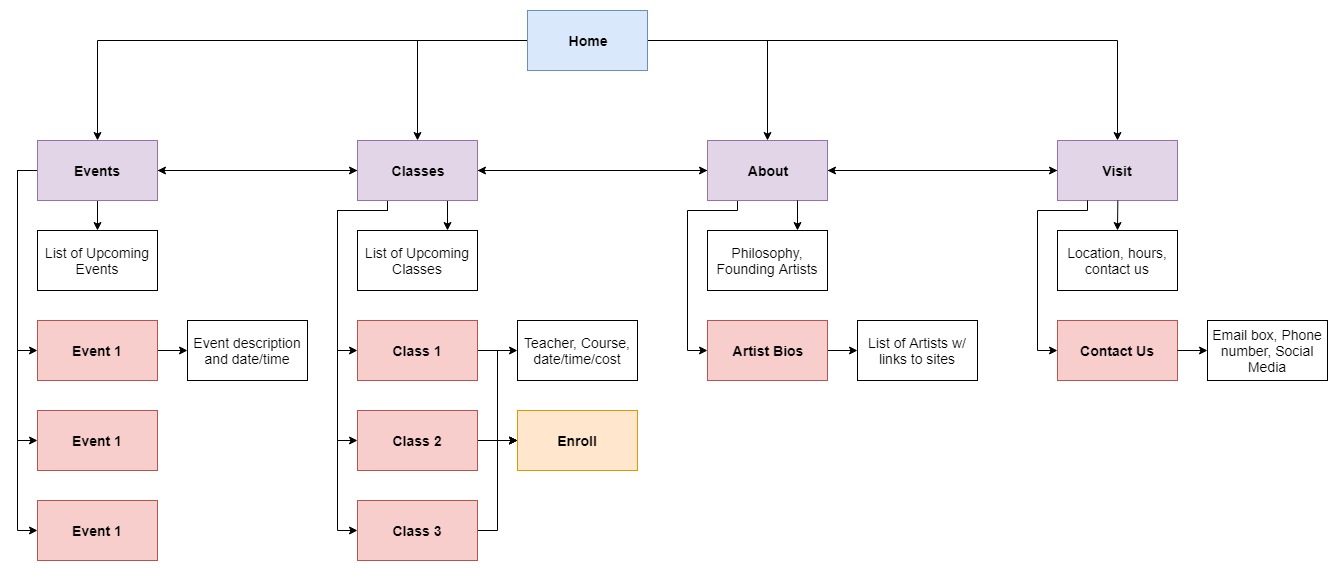 Home
Events
Classes
About
Visit
List of Upcoming
Events
List of Upcoming
Classes
Philosophy,
Founding Artists
Location, hours,
contact us
Event 1
Event description
and date/time
Class 1
Teacher, Course,
date/time/cost
Artist Bios
List of Artists w/
links to sites
Contact Us
Email box, Phone
number, Social
Media
Event 1
Class 2
Enroll
Event 1
Class 3